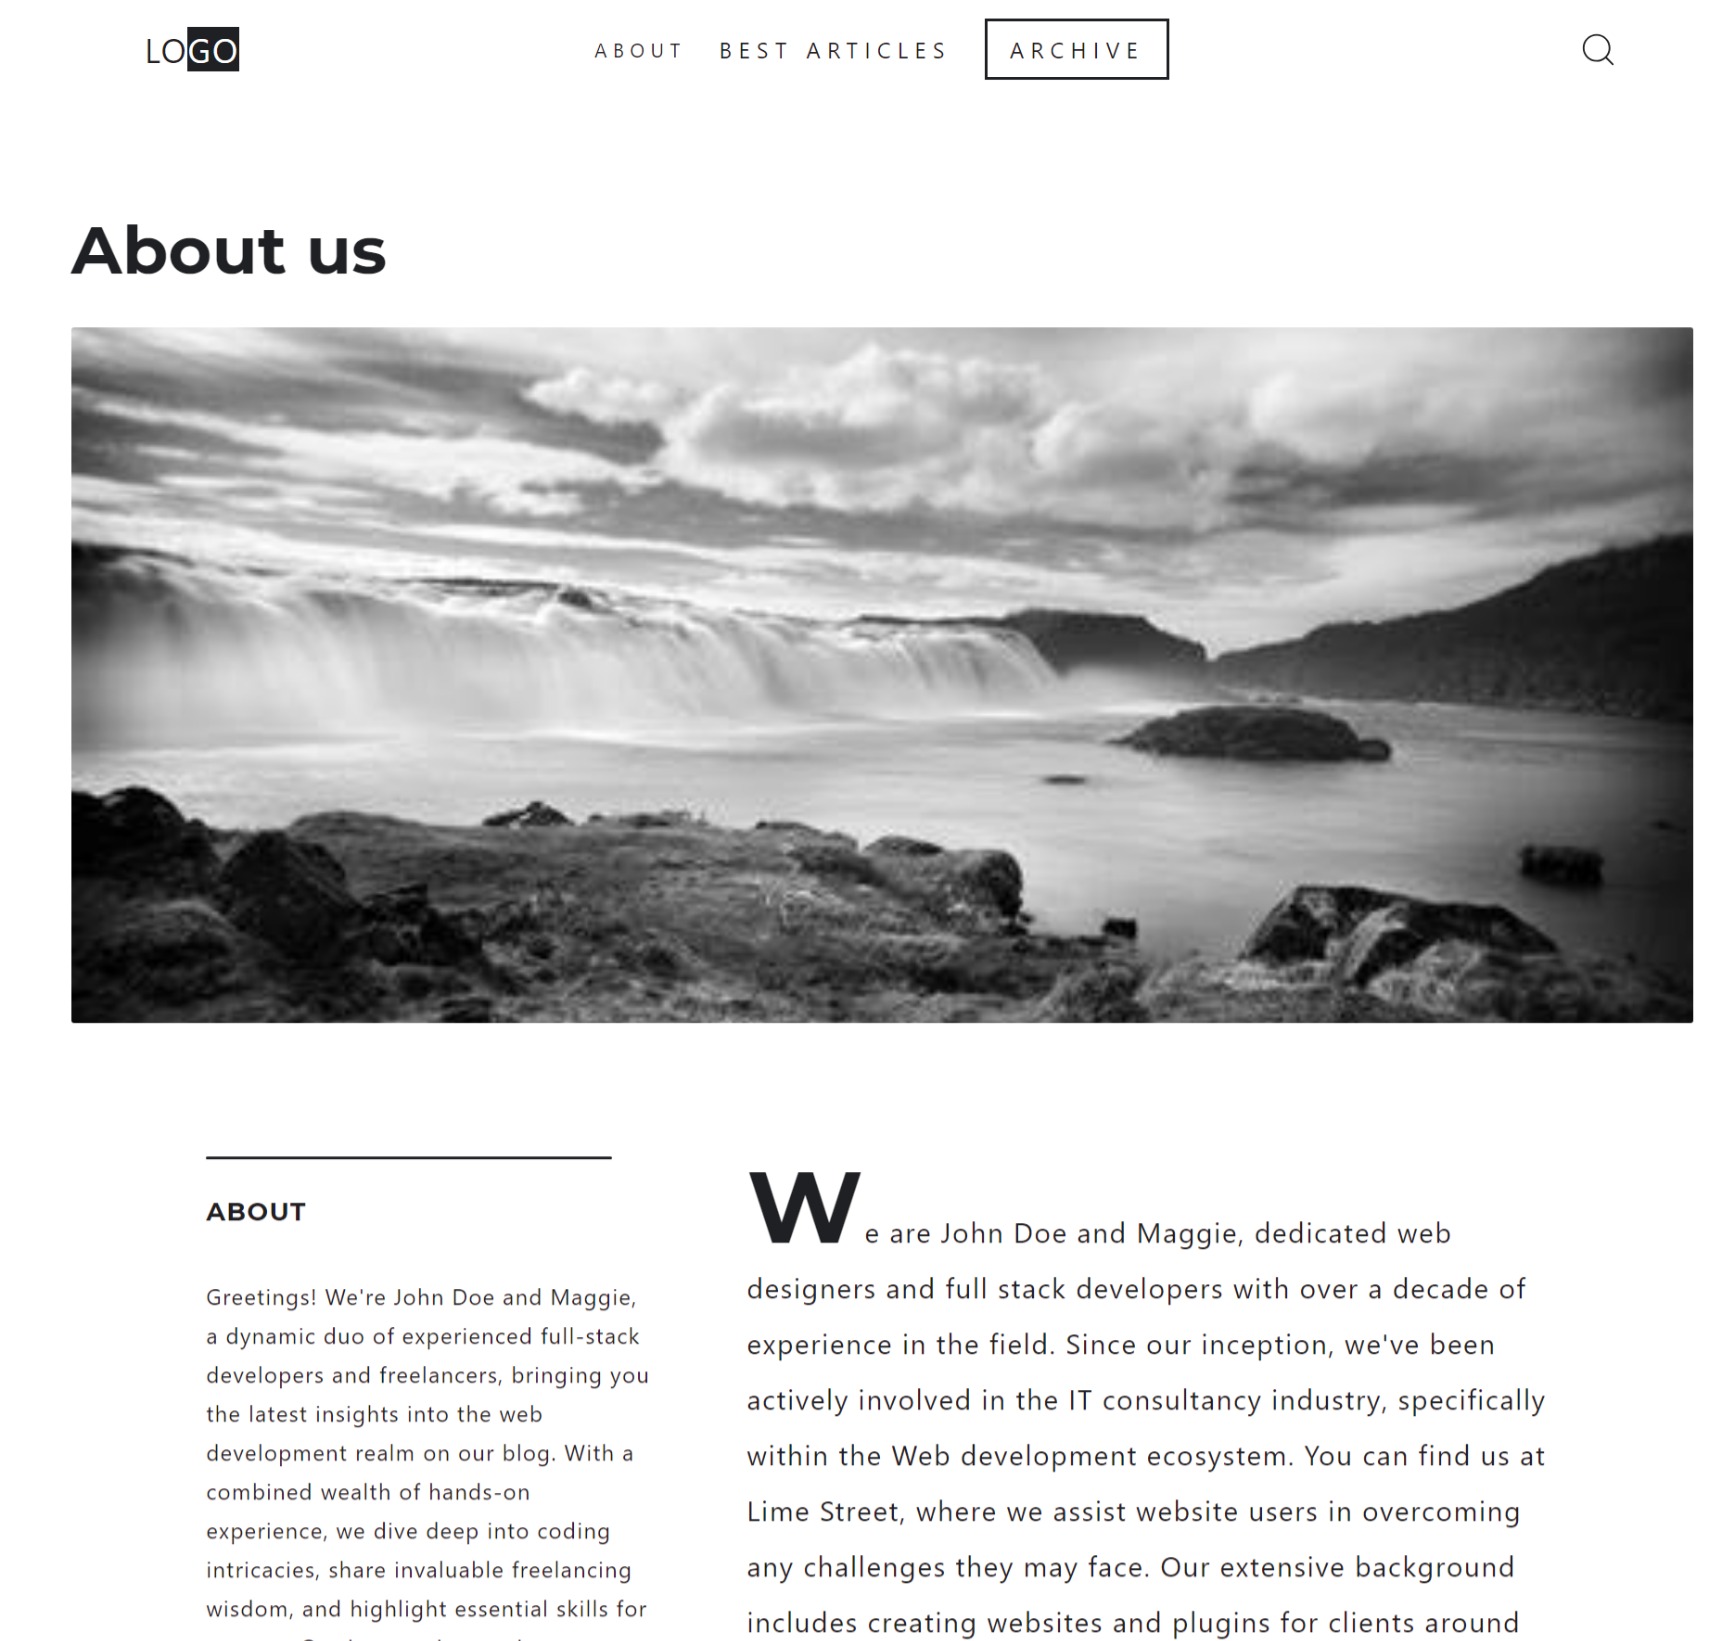 LOGO
ABOUT
BEST ARTICLES
ARCHIVE
About us
ABOUT
Greetings! We're John Doe and Maggie,
a dynamic duo of experienced full-stack
developers and freelancers, bringing you
the latest insights into the web
development realm on our blog. With a
combined wealth of hands-on
experience, we dive deep into coding
intricacies, share invaluable freelancing
wisdom, and highlight essential skills for
We are John Doe and Maggie, dedicated web
designers and full stack developers with over a decade of
experience in the field. Since our inception, we've been
actively involved in the IT consultancy industry, specifically
within the Web development ecosystem. You can find us at
Lime Street, where we assist website users in overcoming
any challenges they may face. Our extensive background
includes creating websites and plugins for clients around